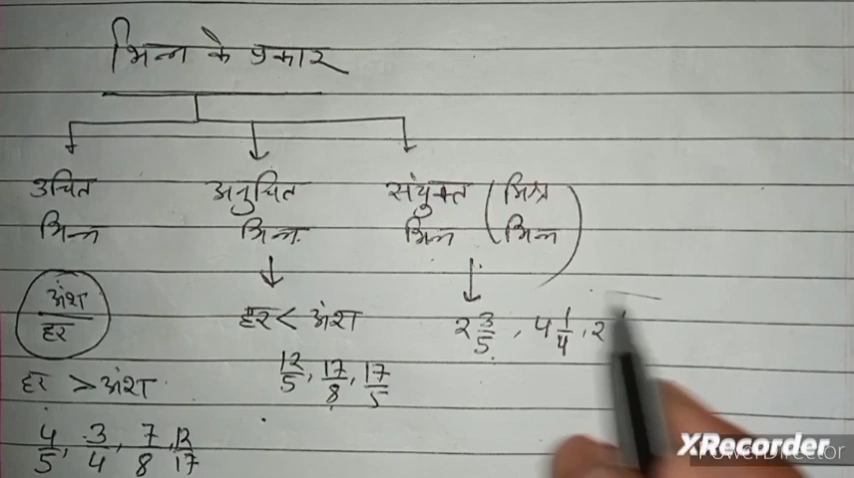 भिन्न के प्रकार
उचित भिन्न
अनुचित भिन्न
संयुक्त भिन्न (मिश्र भिन्न)
अंश/हर
हर > अंश
4/5, 3/4, 7/8, 12/17
हर < अंश
12/5, 17/8, 17/5
2 3/5, 4 1/4, 2
XRecorder
PowerDirector